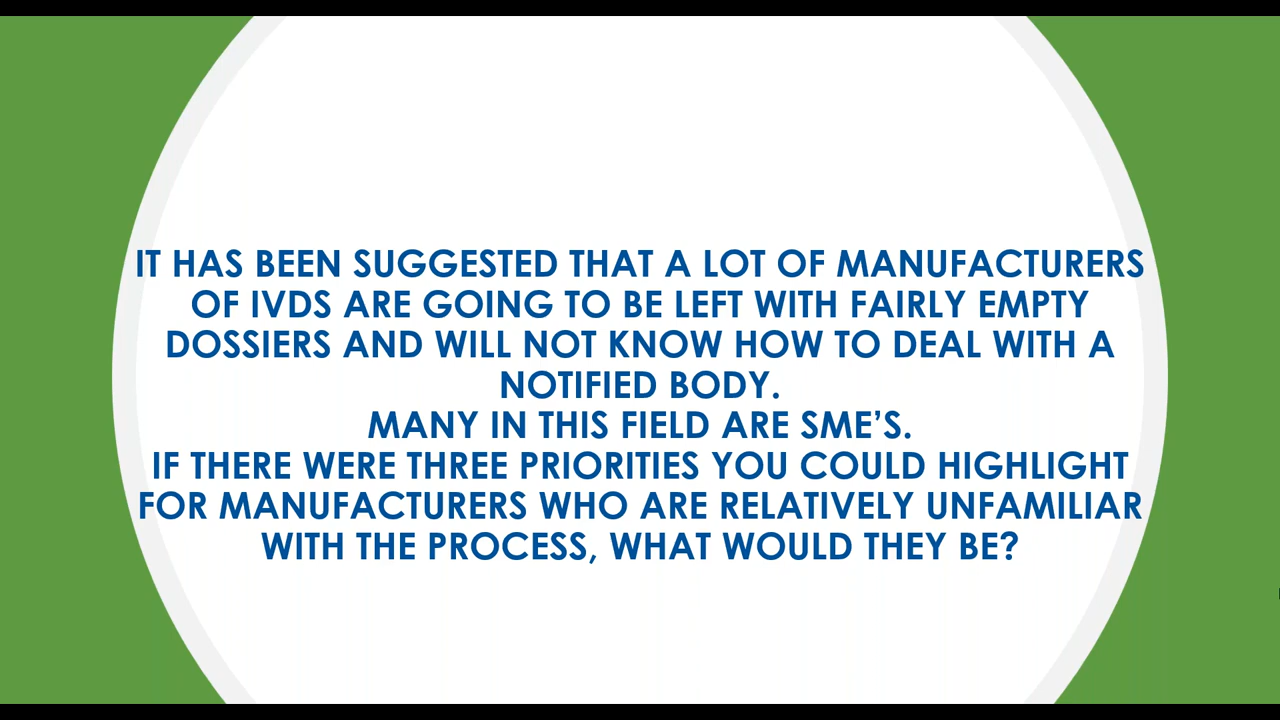 IT HAS BEEN SUGGESTED THAT A LOT OF MANUFACTURERS
OF IVDS ARE GOING TO BE LEFT WITH FAIRLY EMPTY
DOSSIERS AND WILL NOT KNOW HOW TO DEAL WITH A
NOTIFIED BODY.
MANY IN THIS FIELD ARE SME’S.
IF THERE WERE THREE PRIORITIES YOU COULD HIGHLIGHT
FOR MANUFACTURERS WHO ARE RELATIVELY UNFAMILIAR
WITH THE PROCESS, WHAT WOULD THEY BE?